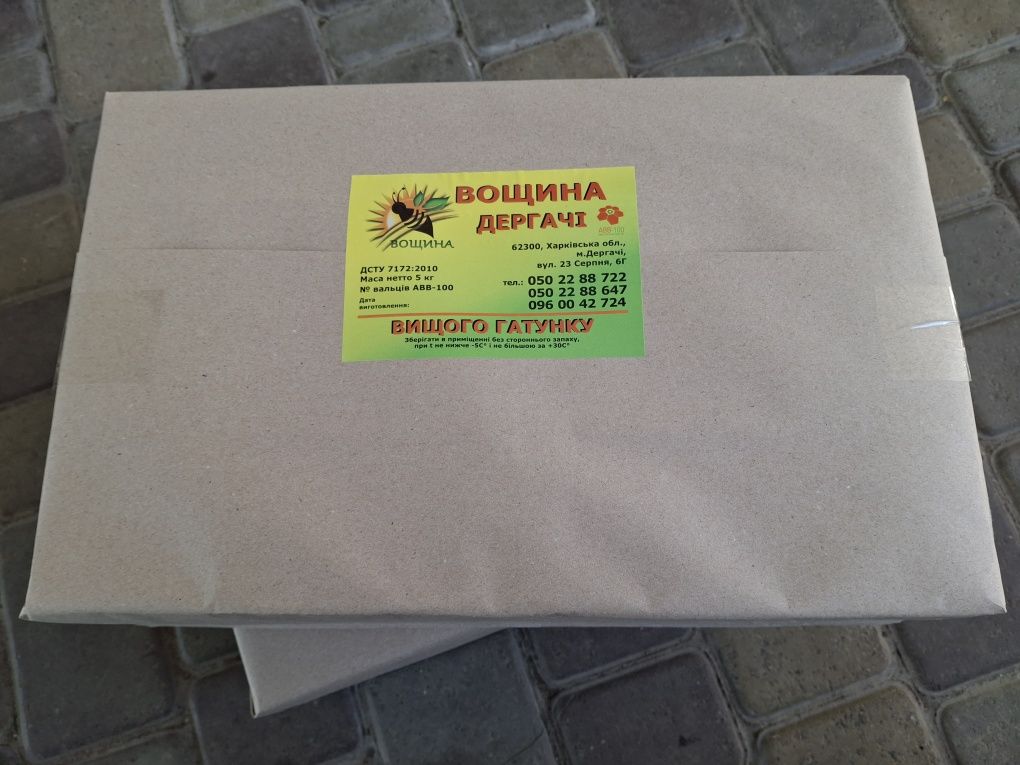 ВОЩИНА
ДЕРГАЧІ
АВВ-100
ВОЩИНА
62300, Харківська обл.,
м.Дергачі,
вул. 23 Серпня, 6Г
ДСТУ 7172:2010
Маса нетто 5 кг
№ вальців АВВ-100
Дата
виготовлення:
тел.: 050 22 88 722
050 22 88 647
096 00 42 724
ВИЩОГО ГАТУНКУ
Зберігати в приміщенні без стороннього запаху,
при t не нижче -5С° і не більшою за +30С°